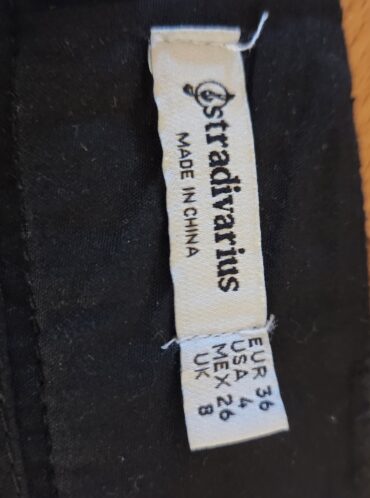 stradivarius
MADE IN CHINA
EUR 36
USA 4
MEX 26
UK 8